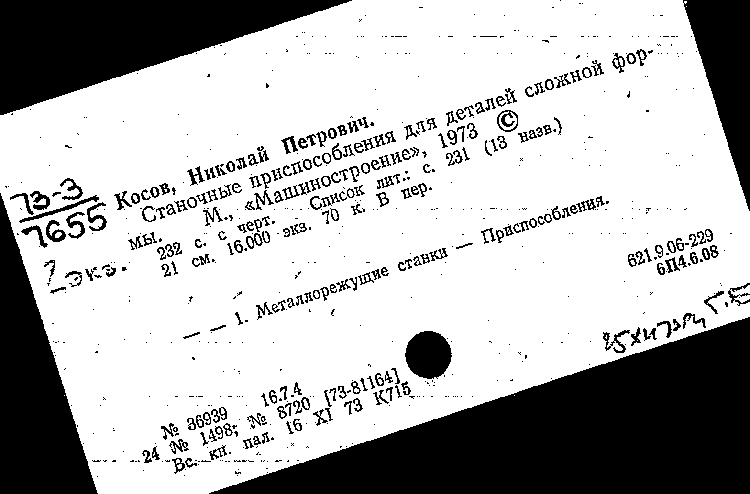 73-3
7655
2 экз.
Косов, Николай Петрович.
Станочные приспособления для деталей сложной фор-
мы. М., «Машиностроение», 1973 ©
232 с. с черт. Список лит.: с. 231 (13 назв.)
21 см. 16.000 экз. 70 к. В пер.
— — 1. Металлорежущие станки — Приспособления.
621.9.06-229
6П4.6.08
№ 36939 16.7.4
24 № 1498; № 8720 [73-81164]
Вс. кн. пал. 16 XI 73 К715